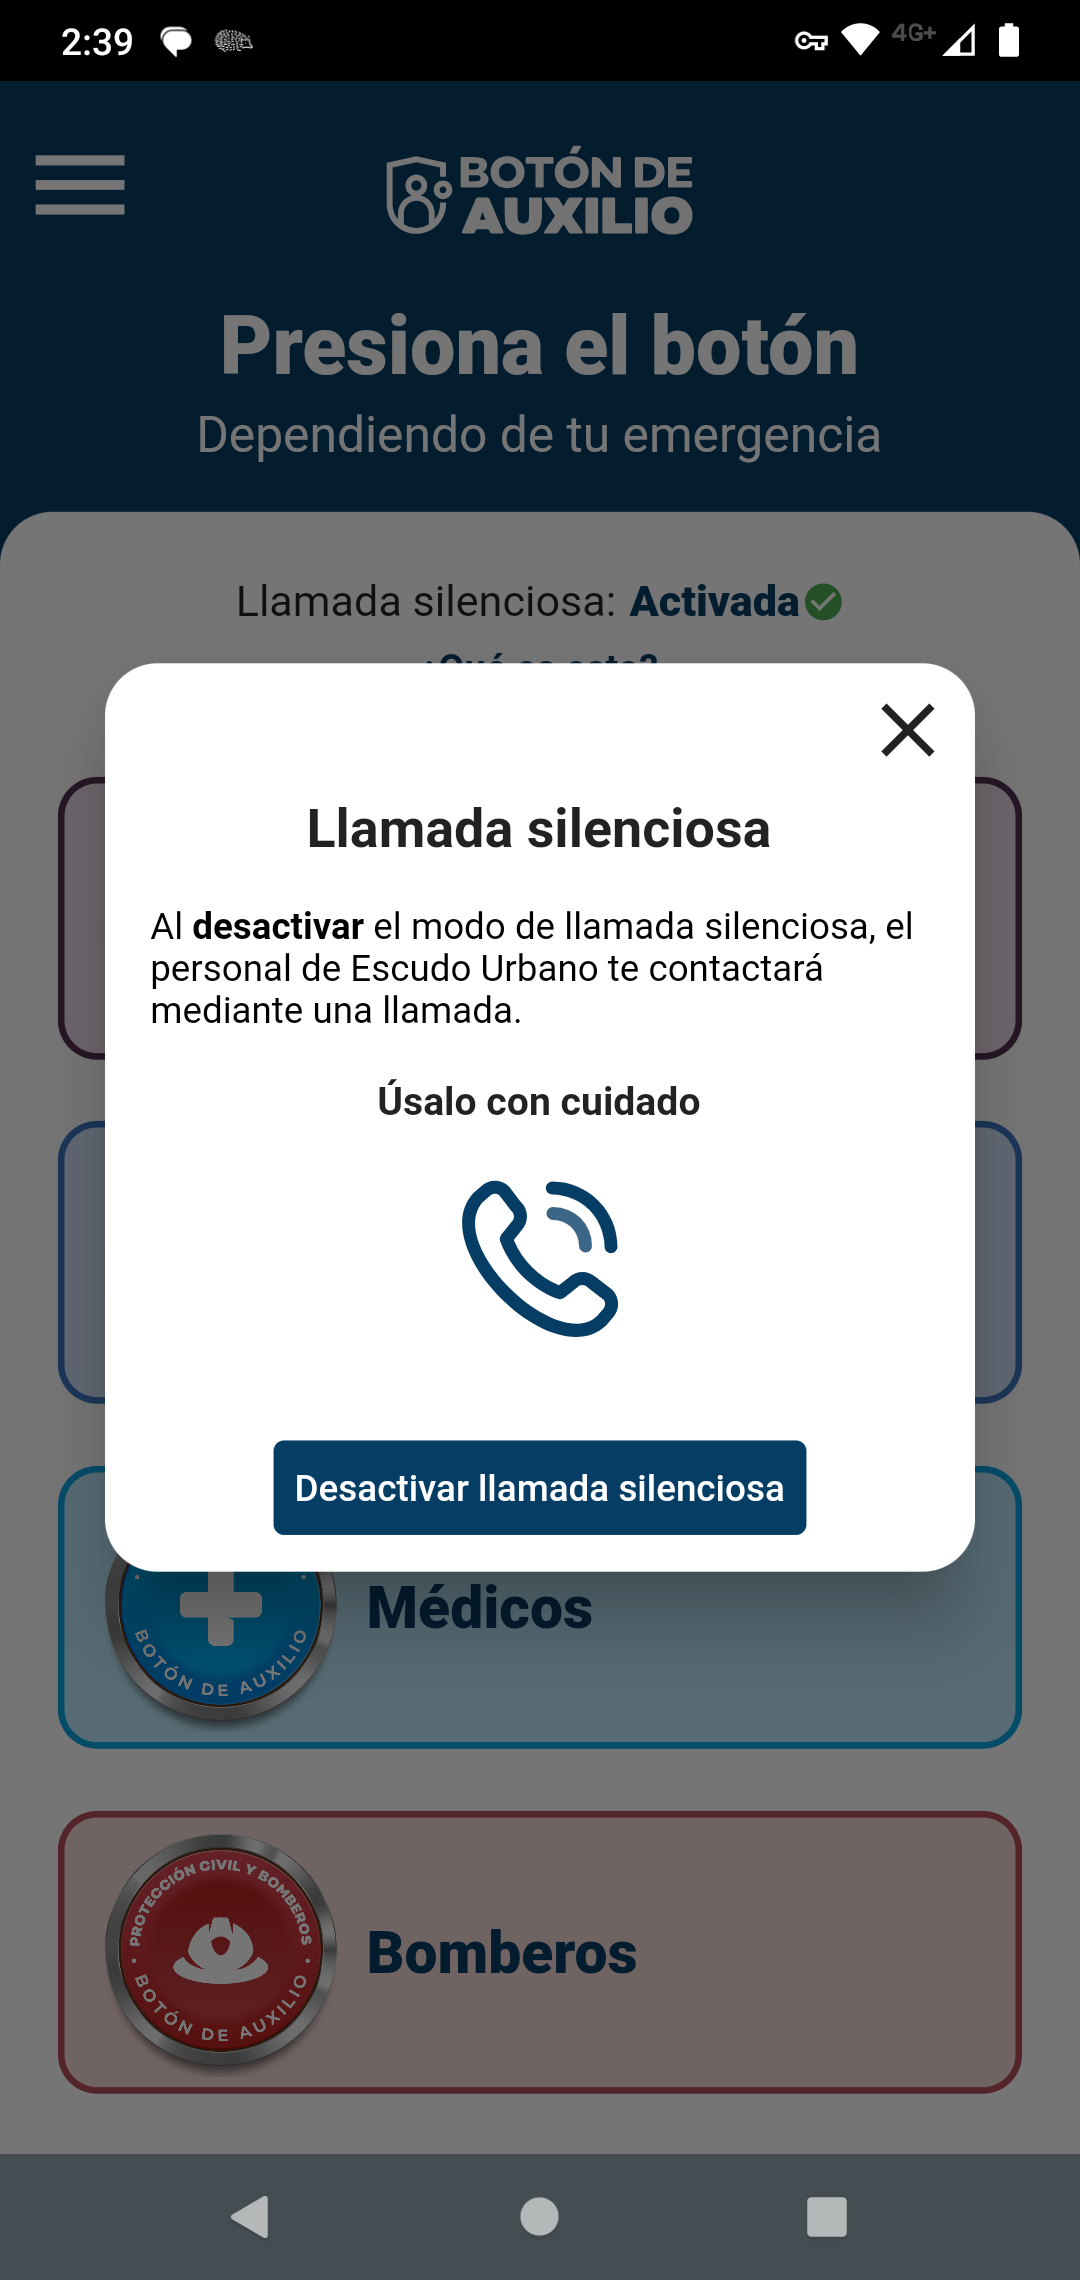 2:39
4G+
BOTÓN DE
AUXILIO
Presiona el botón
Dependiendo de tu emergencia
Llamada silenciosa: Activada
¿Qué es esto?
Llamada silenciosa
Al desactivar el modo de llamada silenciosa, el
personal de Escudo Urbano te contactará
mediante una llamada.
Úsalo con cuidado
Desactivar llamada silenciosa
Médicos
BOTÓN DE AUXILIO
PROTECCIÓN CIVIL Y BOMBEROS
Bomberos
BOTÓN DE AUXILIO